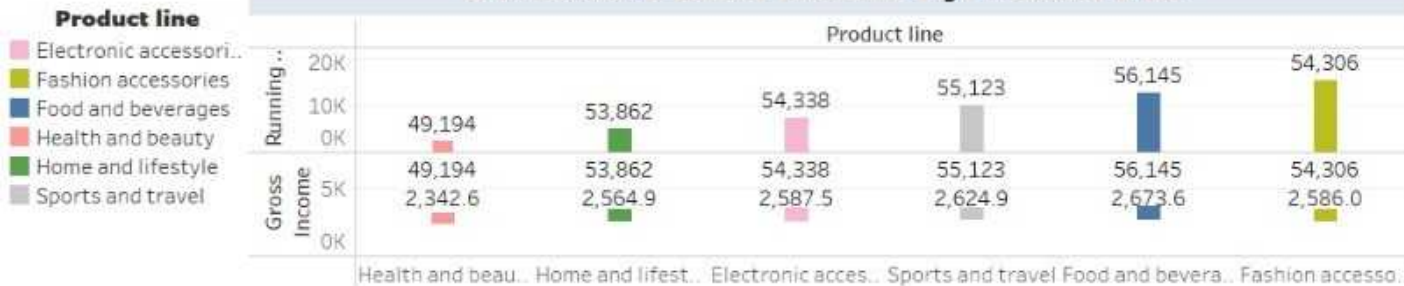 Product line
Electronic accessori..
Fashion accessories
Food and beverages
Health and beauty
Home and lifestyle
Sports and travel
Product line
Running ..
20K
10K
0K
49,194
53,862
54,338
55,123
56,145
54,306
Gross
Income
5K
0K
49,194
53,862
54,338
55,123
56,145
54,306
2,342.6
2,564.9
2,587.5
2,624.9
2,673.6
2,586.0
Health and beau..
Home and lifest..
Electronic acces..
Sports and travel
Food and bevera..
Fashion accesso..